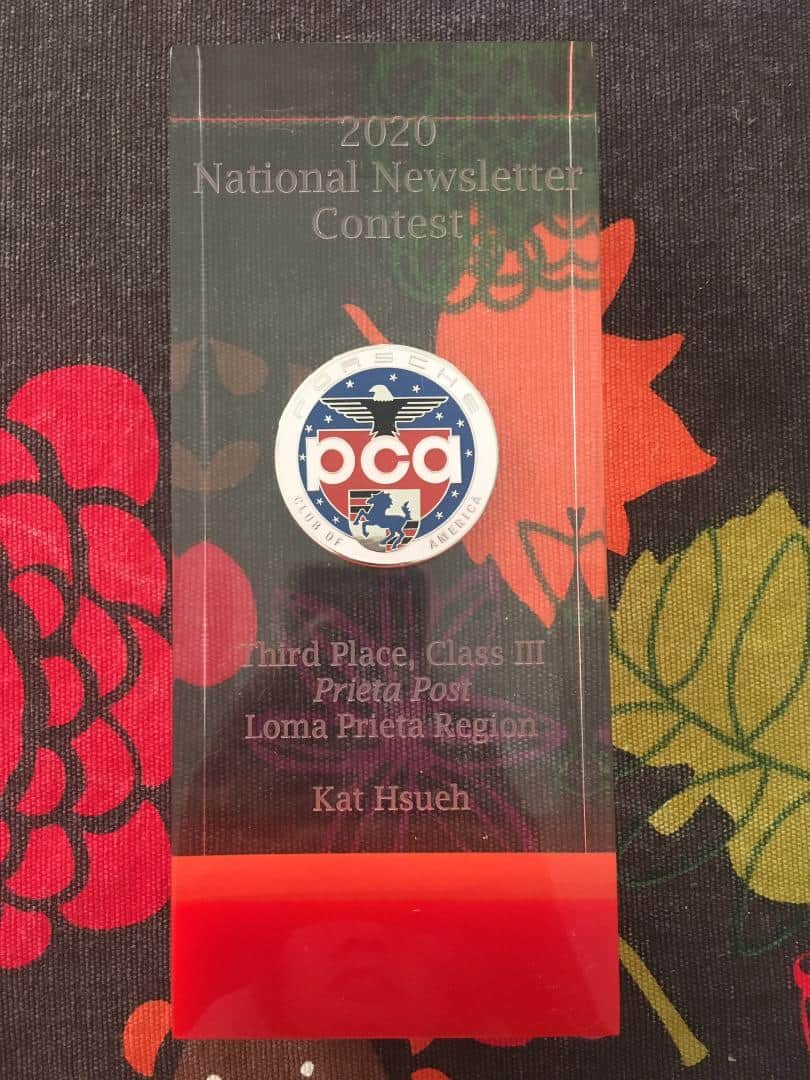 2020
National Newsletter
Contest
PORSCHE
pca
CLUB OF AMERICA
Third Place, Class III
Prieta Post
Loma Prieta Region
Kat Hsueh